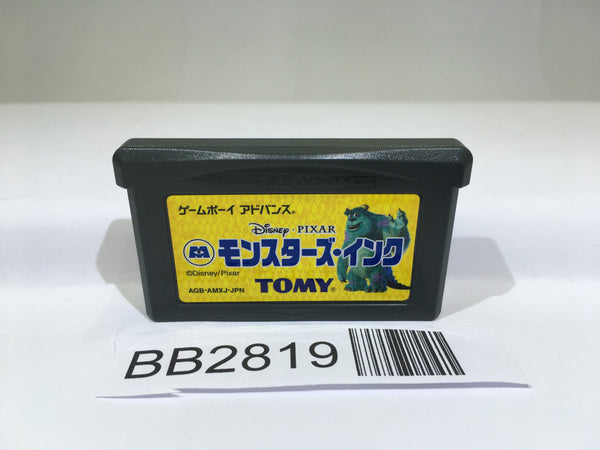 GAME BOY ADVANCE
ゲームボーイ アドバンス®
Disney・PIXAR
M モンスターズ・インク
©Disney/Pixar
TOMY®
AGB-AMXJ-JPN
BB2819